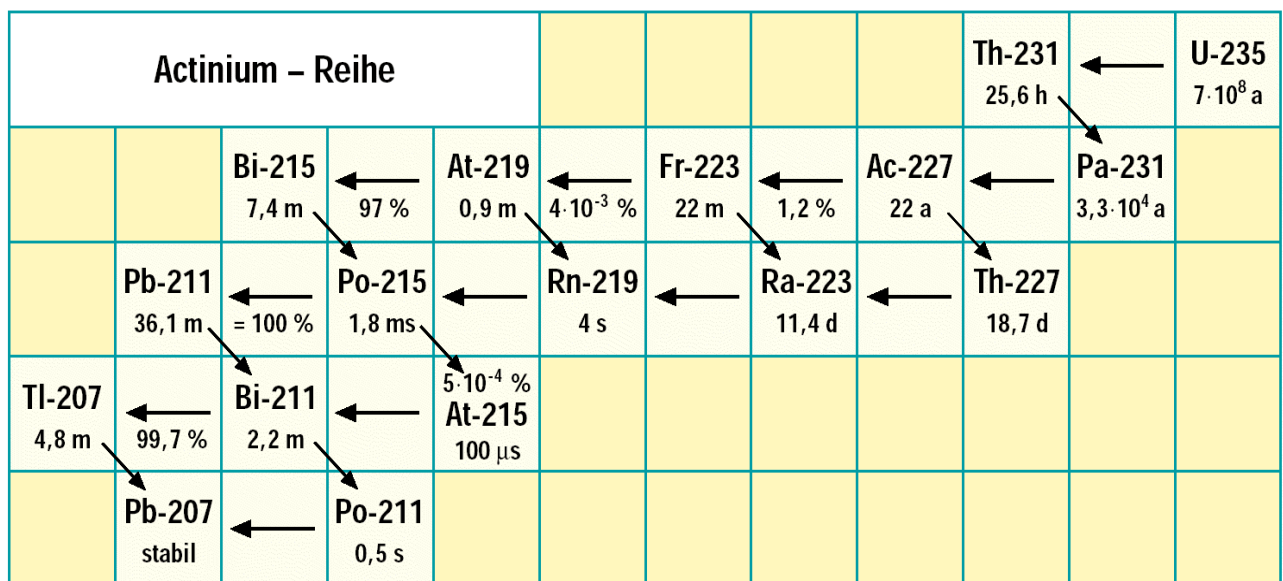 Actinium – Reihe
Th-231
25,6 h
U-235
7·10⁸ a
Bi-215
7,4 m
97 %
At-219
0,9 m
4·10⁻³ %
Fr-223
22 m
1,2 %
Ac-227
22 a
Pa-231
3,3·10⁴ a
Pb-211
36,1 m
= 100 %
Po-215
1,8 ms
Rn-219
4 s
Ra-223
11,4 d
Th-227
18,7 d
Tl-207
4,8 m
99,7 %
Bi-211
2,2 m
5·10⁻⁴ %
At-215
100 µs
Pb-207
stabil
Po-211
0,5 s